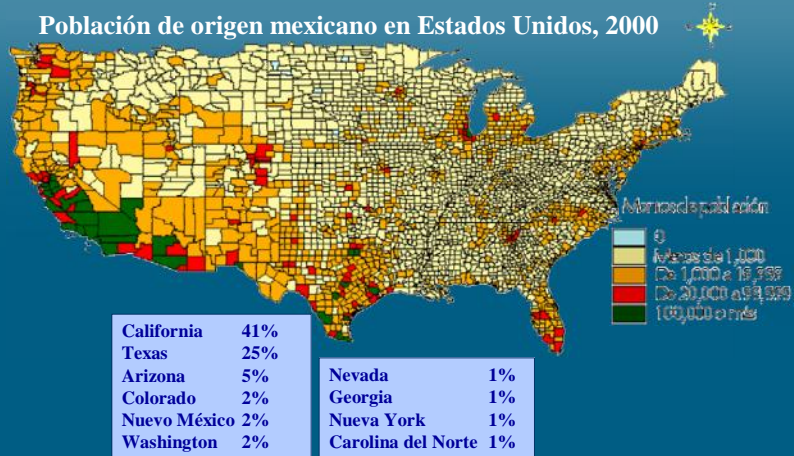 Población de origen mexicano en Estados Unidos, 2000
Montos de población
0
Menos de 1,000
De 1,000 a 19,999
De 20,000 a 99,999
100,000 o más
California 41%
Texas 25%
Arizona 5%
Colorado 2%
Nuevo México 2%
Washington 2%
Nevada 1%
Georgia 1%
Nueva York 1%
Carolina del Norte 1%